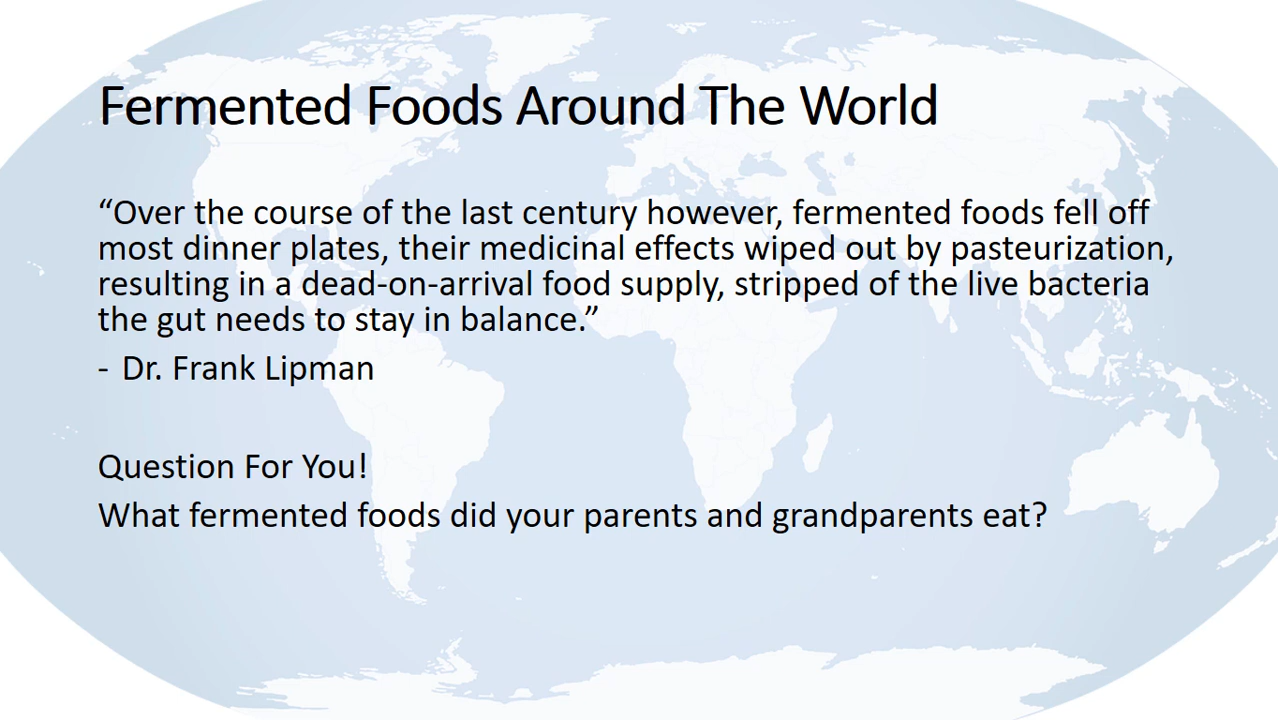 Fermented Foods Around The World
“Over the course of the last century however, fermented foods fell off
most dinner plates, their medicinal effects wiped out by pasteurization,
resulting in a dead-on-arrival food supply, stripped of the live bacteria
the gut needs to stay in balance.”
- Dr. Frank Lipman
Question For You!
What fermented foods did your parents and grandparents eat?